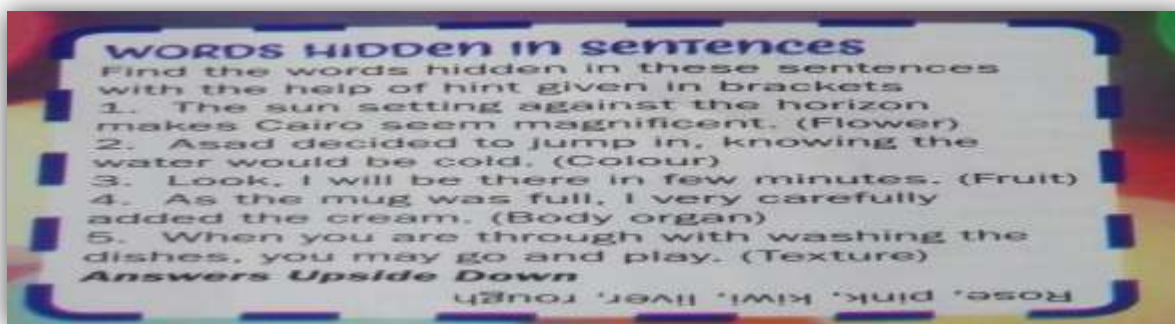 WORDS HIDDEN IN SENTENCES
Find the words hidden in these sentences
with the help of hint given in brackets
1. The sun setting against the horizon
makes Cairo seem magnificent. (Flower)
2. Asad decided to jump in, knowing the
water would be cold. (Colour)
3. Look, I will be there in few minutes. (Fruit)
4. As the mug was full, I very carefully
added the cream. (Body organ)
5. When you are through with washing the
dishes, you may go and play. (Texture)
Answers Upside Down
Rose, pink, kiwi, liver, rough